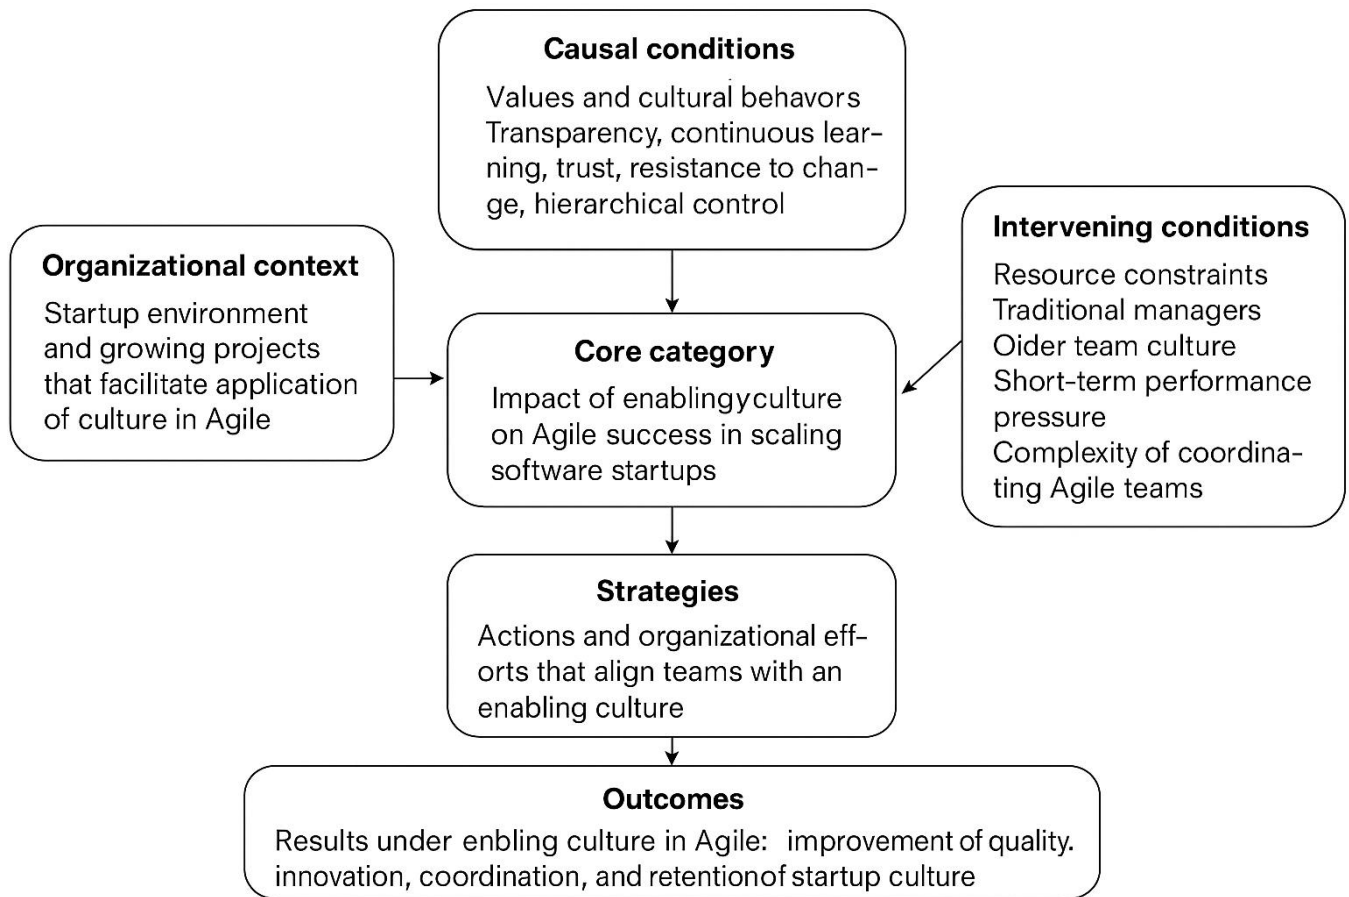 Causal conditions
Values and cultural behavors
Transparency, continuous lear-
ning, trust, resistance to chan-
ge, hierarchical control
Organizational context
Startup environment
and growing projects
that facilitate application
of culture in Agile
Intervening conditions
Resource constraints
Traditional managers
Oider team culture
Short-term performance
pressure
Complexity of coordina-
ting Agile teams
Core category
Impact of enablingyculture
on Agile success in scaling
software startups
Strategies
Actions and organizational eff-
orts that align teams with an
enabling culture
Outcomes
Results under enbling culture in Agile: improvement of quality.
innovation, coordination, and retentionof startup culture